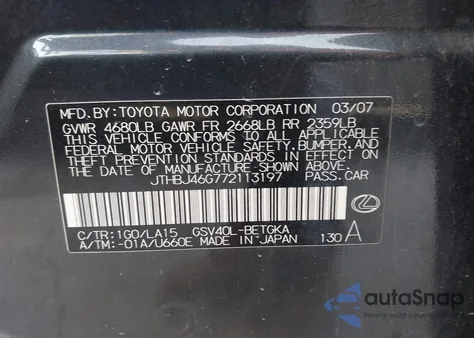 MFD.BY:TOYOTA MOTOR CORPORATION 03/07
GVWR 4680LB GAWR FR 2668LB RR 2359LB
THIS VEHICLE CONFORMS TO ALL APPLICABLE
FEDERAL MOTOR VEHICLE SAFETY, BUMPER, AND
THEFT PREVENTION STANDARDS IN EFFECT ON
THE DATE OF MANUFACTURE SHOWN ABOVE.
JTHBJ46G772113197 PASS.CAR
C/TR:1G0/LA15 GSV40L-BETGKA
A/TM:-01A/U660E MADE IN JAPAN 130 A
autoSnap